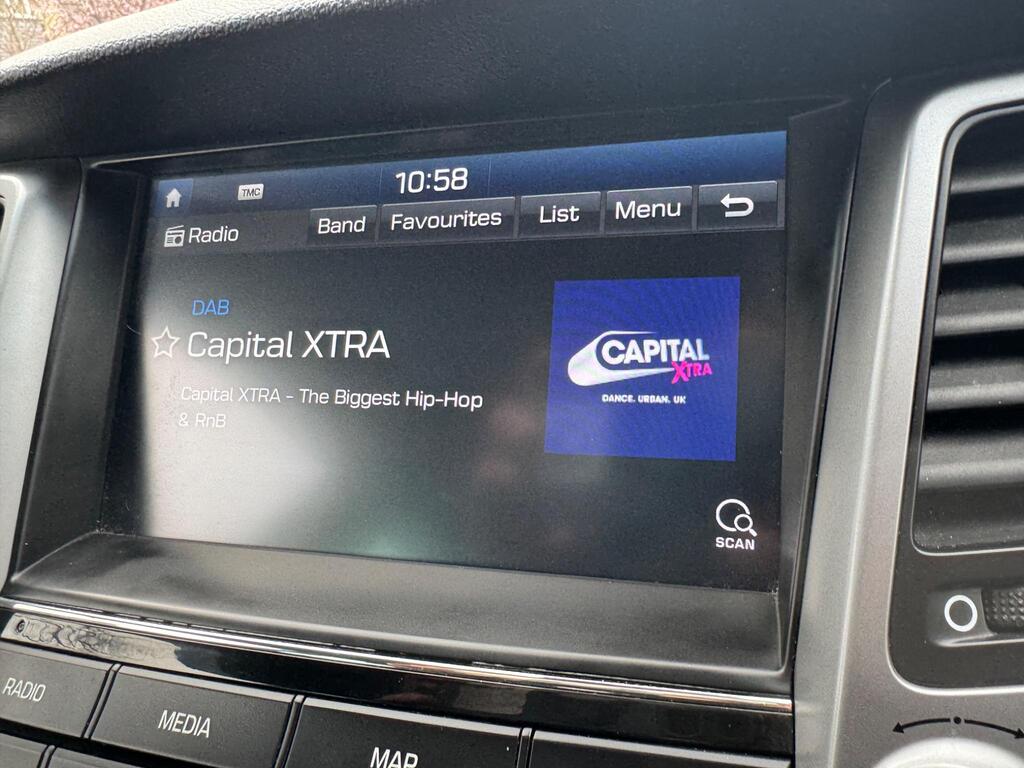 TMC
10:58
Radio
Band
Favourites
List
Menu
DAB
Capital XTRA
Capital XTRA - The Biggest Hip-Hop
& RnB
CAPITAL
XTRA
DANCE. URBAN. UK
SCAN
RADIO
MEDIA
MAP